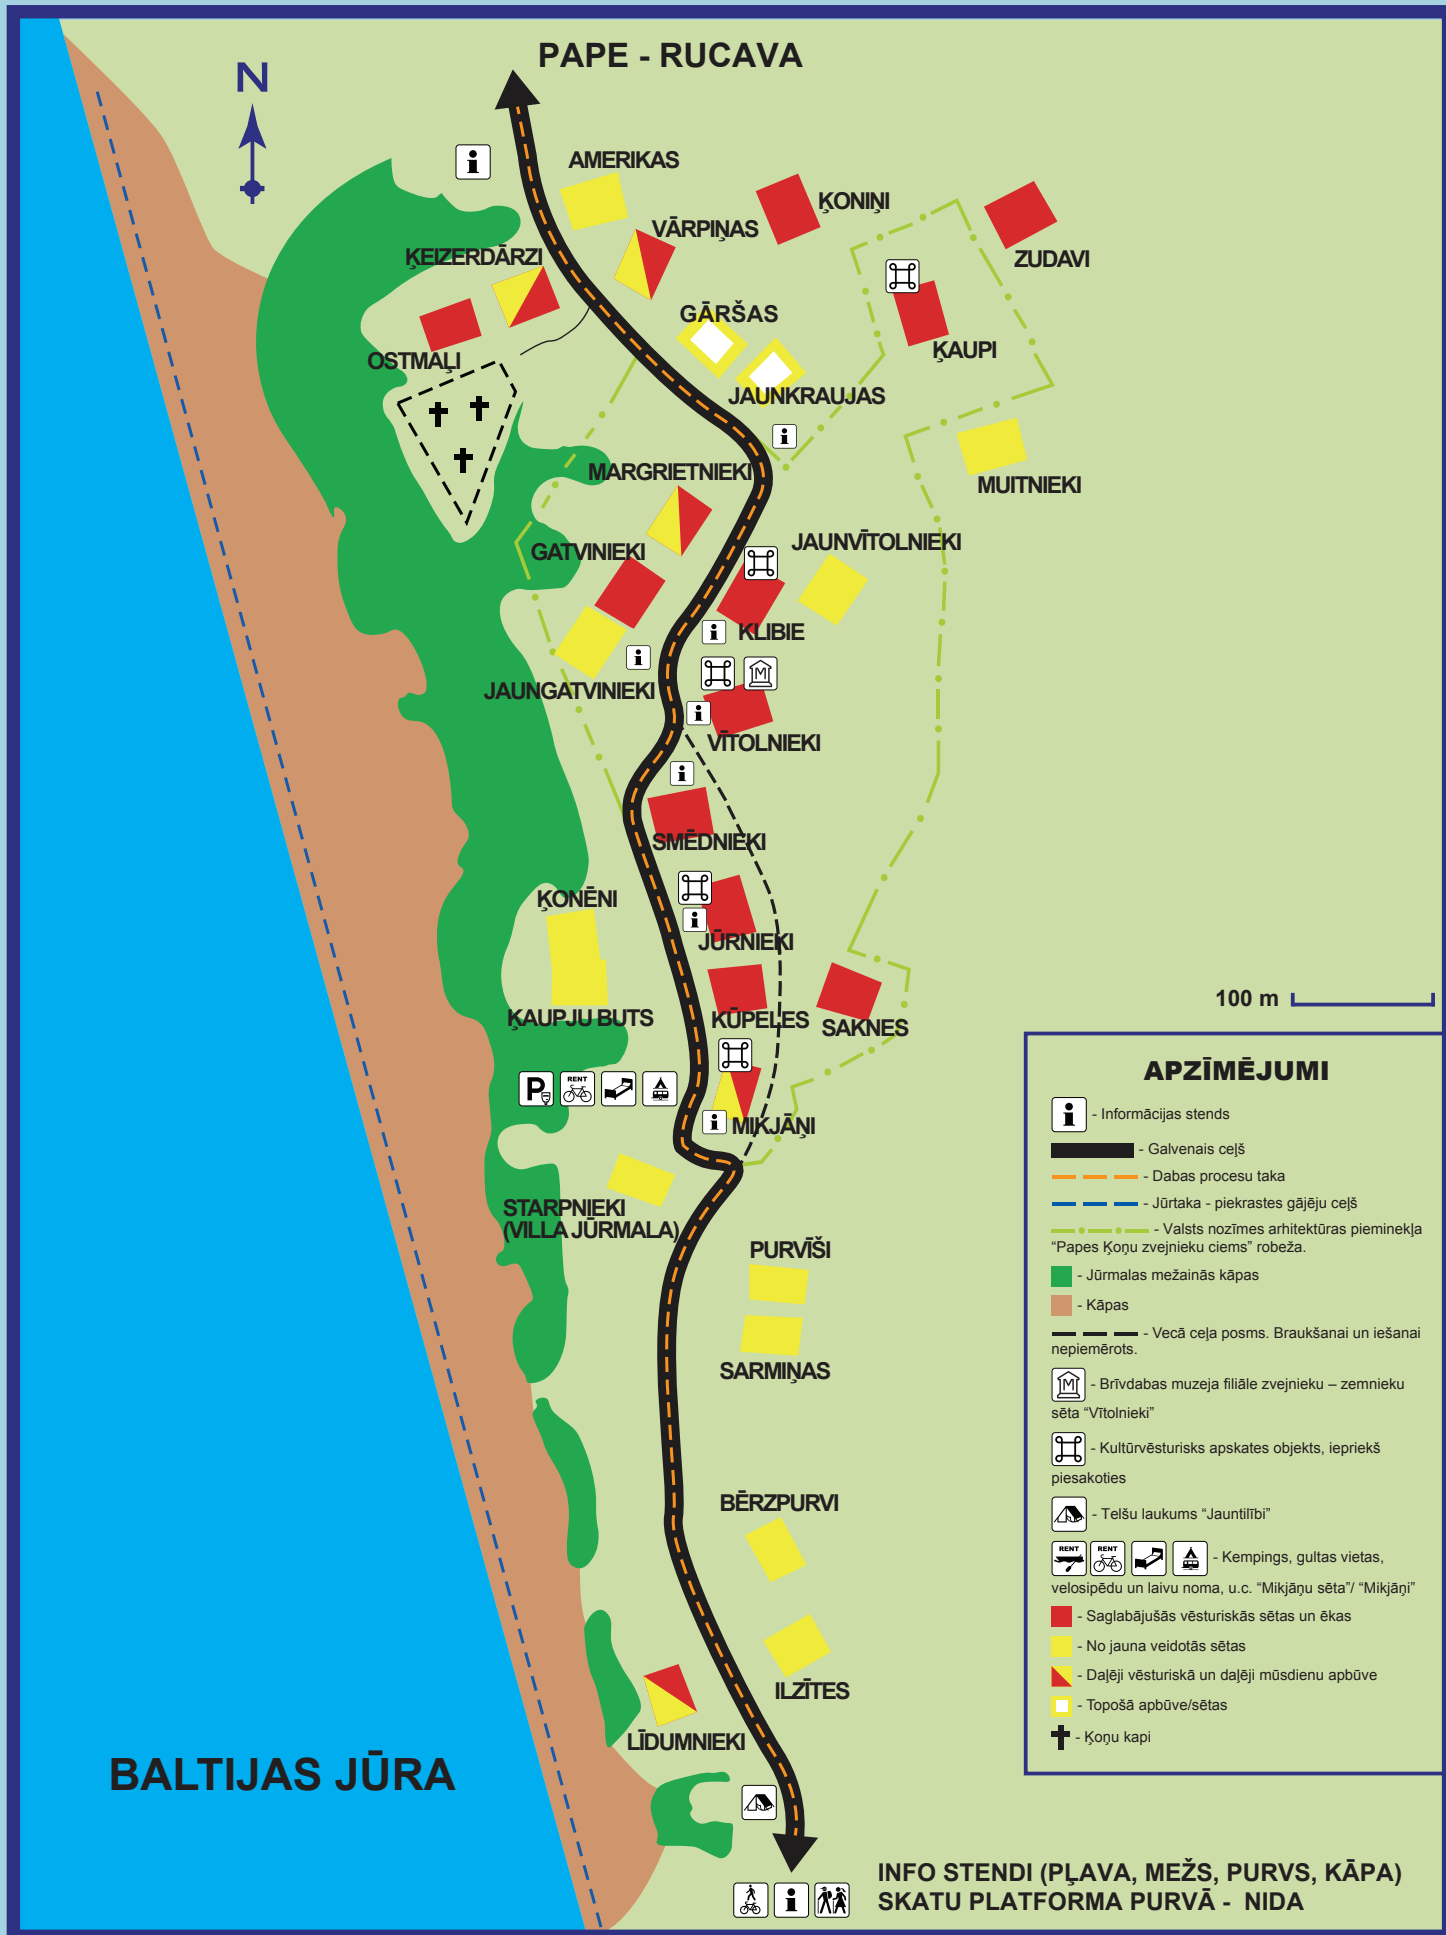 PAPE - RUCAVA
N
AMERIKAS
ĶONIŅI
VĀRPIŅAS
ZUDAVI
ĶEIZERDĀRZI
GĀRŠAS
ĶAUPI
OSTMAĻI
JAUNKRAUJAS
MARGRIETNIEKI
MUITNIEKI
JAUNVĪTOLNIEKI
GATVINIEKI
KLIBIE
M
JAUNGATVINIEKI
VĪTOLNIEKI
SMĒDNIEKI
ĶONĒNI
JŪRNIEKI
ĶAUPJU BUTS
KŪPELES
SAKNES
P
RENT
MIKJĀŅI
STARPNIEKI
(VILLA JŪRMALA)
PURVĪŠI
SARMIŅAS
BĒRZPURVI
ILZĪTES
LĪDUMNIEKI
BALTIJAS JŪRA
INFO STENDI (PĻAVA, MEŽS, PURVS, KĀPA)
SKATU PLATFORMA PURVĀ - NIDA
100 m
APZĪMĒJUMI
- Informācijas stends
- Galvenais ceļš
- Dabas procesu taka
- Jūrtaka - piekrastes gājēju ceļš
- Valsts nozīmes arhitektūras pieminekļa
“Papes Ķoņu zvejnieku ciems” robeža.
- Jūrmalas mežainās kāpas
- Kāpas
- Vecā ceļa posms. Braukšanai un iešanai
nepiemērots.
M - Brīvdabas muzeja filiāle zvejnieku – zemnieku
sēta “Vītolnieki”
- Kultūrvēsturisks apskates objekts, iepriekš
piesakoties
- Telšu laukums “Jauntilībi”
RENT RENT - Kempings, gultas vietas,
velosipēdu un laivu noma, u.c. “Mikjāņu sēta”/ “Mikjāņi”
- Saglabājušās vēsturiskās sētas un ēkas
- No jauna veidotās sētas
- Daļēji vēsturiskā un daļēji mūsdienu apbūve
- Topošā apbūve/sētas
- Ķoņu kapi